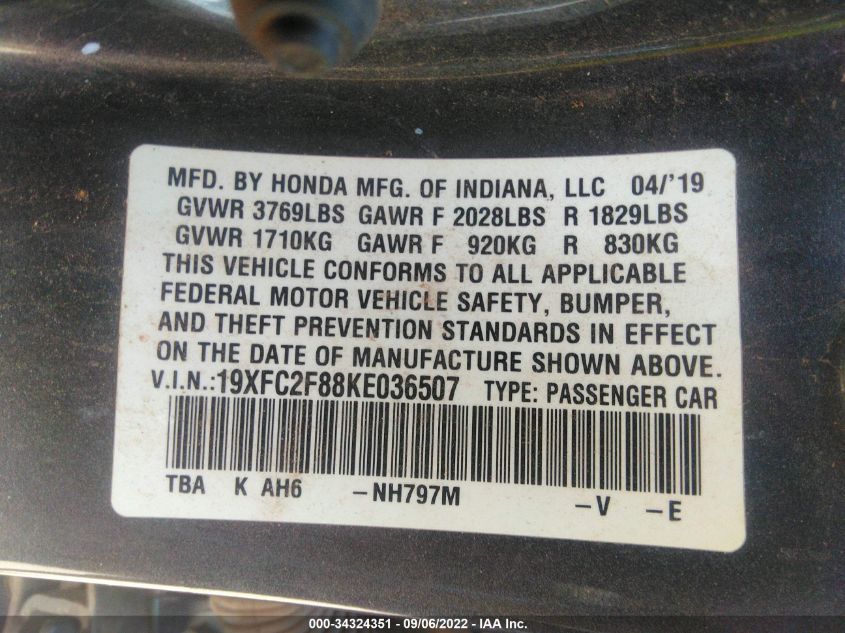 MFD. BY HONDA MFG. OF INDIANA, LLC 04/'19
GVWR 3769LBS GAWR F 2028LBS R 1829LBS
GVWR 1710KG GAWR F 920KG R 830KG
THIS VEHICLE CONFORMS TO ALL APPLICABLE
FEDERAL MOTOR VEHICLE SAFETY, BUMPER,
AND THEFT PREVENTION STANDARDS IN EFFECT
ON THE DATE OF MANUFACTURE SHOWN ABOVE.
V.I.N.:19XFC2F88KE036507 TYPE: PASSENGER CAR
TBA K AH6 -NH797M -V -E
000-34324351 - 09/06/2022 - IAA Inc.